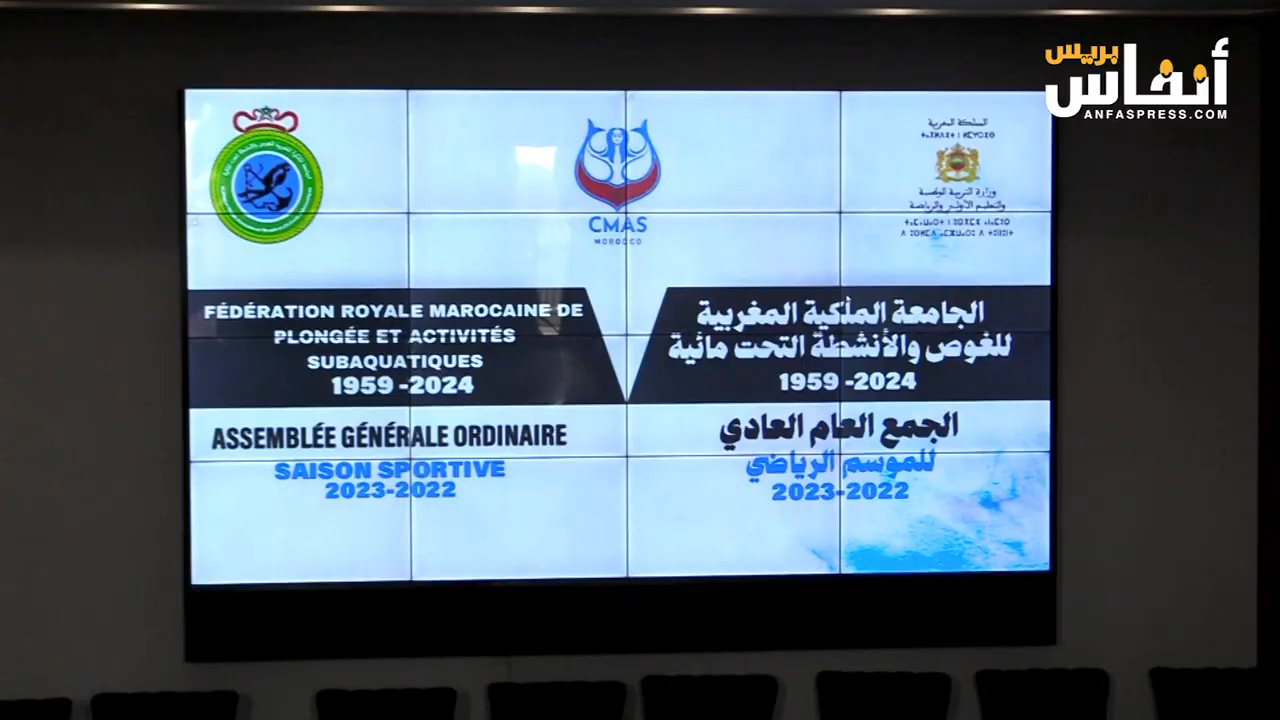 أنفاس بريس
ANFASPRESS.COM
المملكة المغربية
ⵜⴰⴳⵍⴷⵉⵜ ⵏ ⵍⵎⵖⵔⵉⴱ
وزارة التربية الوطنية
والتعليم الأولي والرياضة
CMAS
MOROCCO
FÉDÉRATION ROYALE MAROCAINE DE
PLONGÉE ET ACTIVITÉS
SUBAQUATIQUES
1959 -2024
الجامعة الملكية المغربية
للغوص والأنشطة التحت مائية
1959 -2024
ASSEMBLÉE GÉNÉRALE ORDINAIRE
SAISON SPORTIVE
2023-2022
الجمع العام العادي
للموسم الرياضي
2023-2022